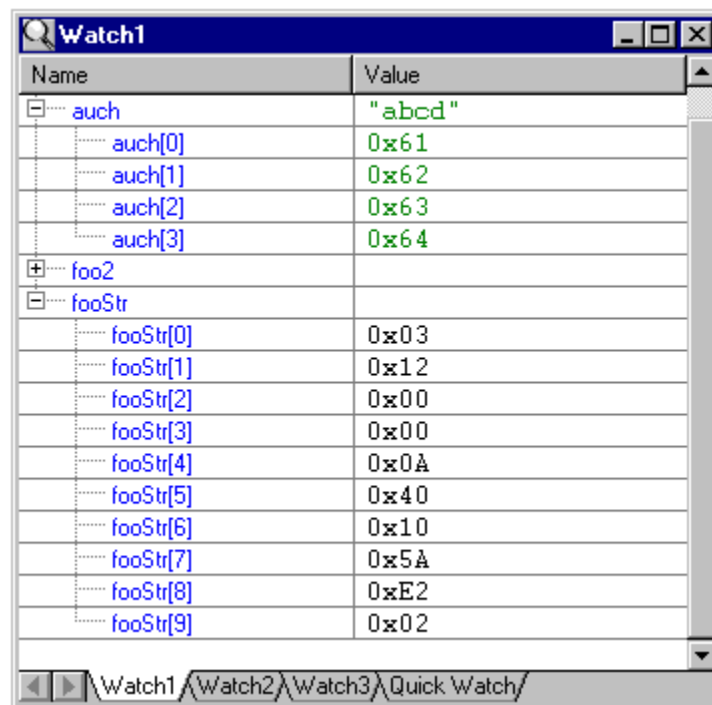 Watch1
Name Value
auch "abcd"
auch[0] 0x61
auch[1] 0x62
auch[2] 0x63
auch[3] 0x64
foo2
fooStr
fooStr[0] 0x03
fooStr[1] 0x12
fooStr[2] 0x00
fooStr[3] 0x00
fooStr[4] 0x0A
fooStr[5] 0x40
fooStr[6] 0x10
fooStr[7] 0x5A
fooStr[8] 0xE2
fooStr[9] 0x02
Watch1 Watch2 Watch3 Quick Watch